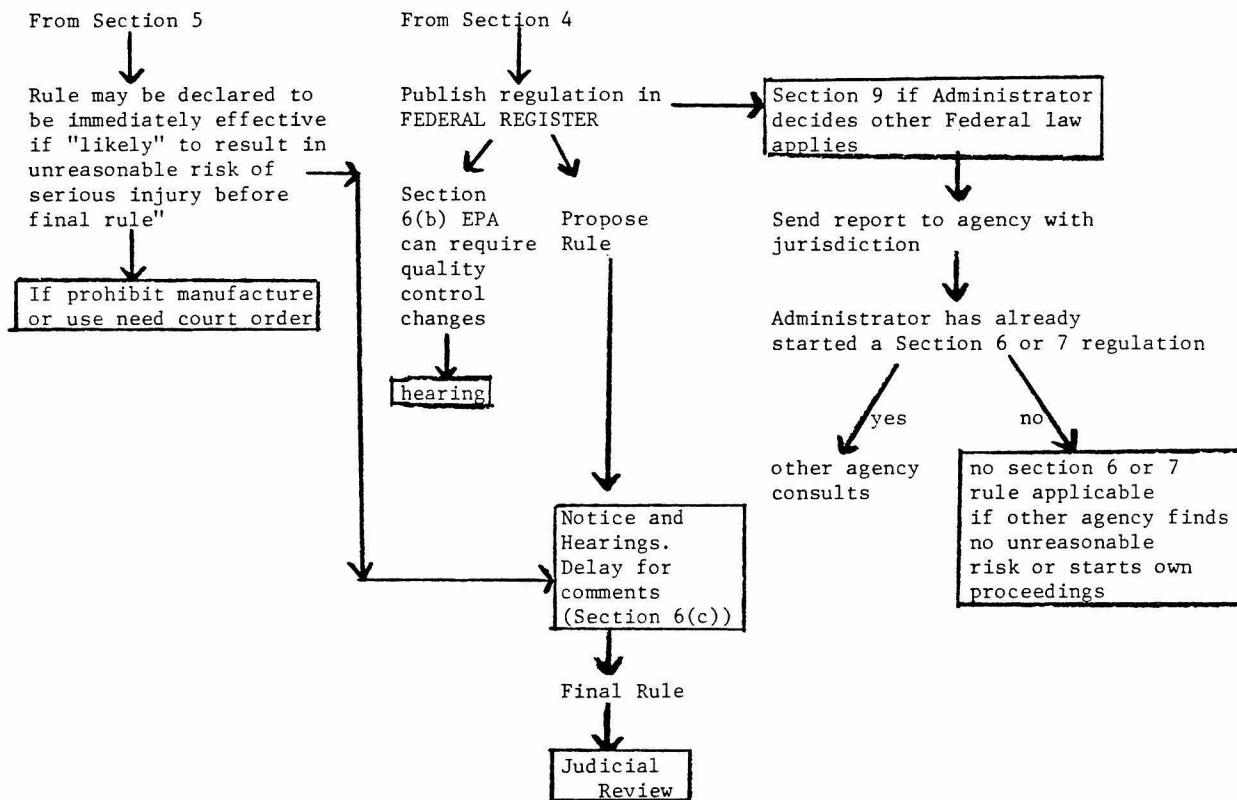 From Section 5
Rule may be declared to
be immediately effective
if "likely" to result in
unreasonable risk of
serious injury before
final rule"
If prohibit manufacture
or use need court order
From Section 4
Publish regulation in
FEDERAL REGISTER
Section
6(b) EPA
can require
quality
control
changes
hearing
Propose
Rule
Notice and
Hearings.
Delay for
comments
(Section 6(c))
Final Rule
Judicial
Review
Section 9 if Administrator
decides other Federal law
applies
Send report to agency with
jurisdiction
Administrator has already
started a Section 6 or 7 regulation
yes
no
other agency
consults
no section 6 or 7
rule applicable
if other agency finds
no unreasonable
risk or starts own
proceedings